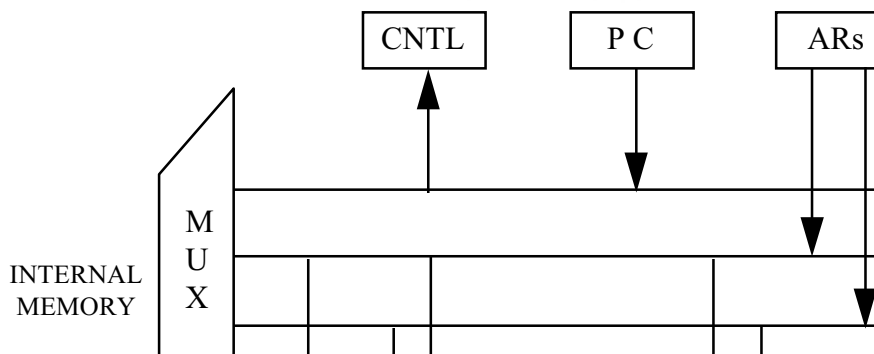 CNTL
P C
ARs
M
U
X
INTERNAL
MEMORY